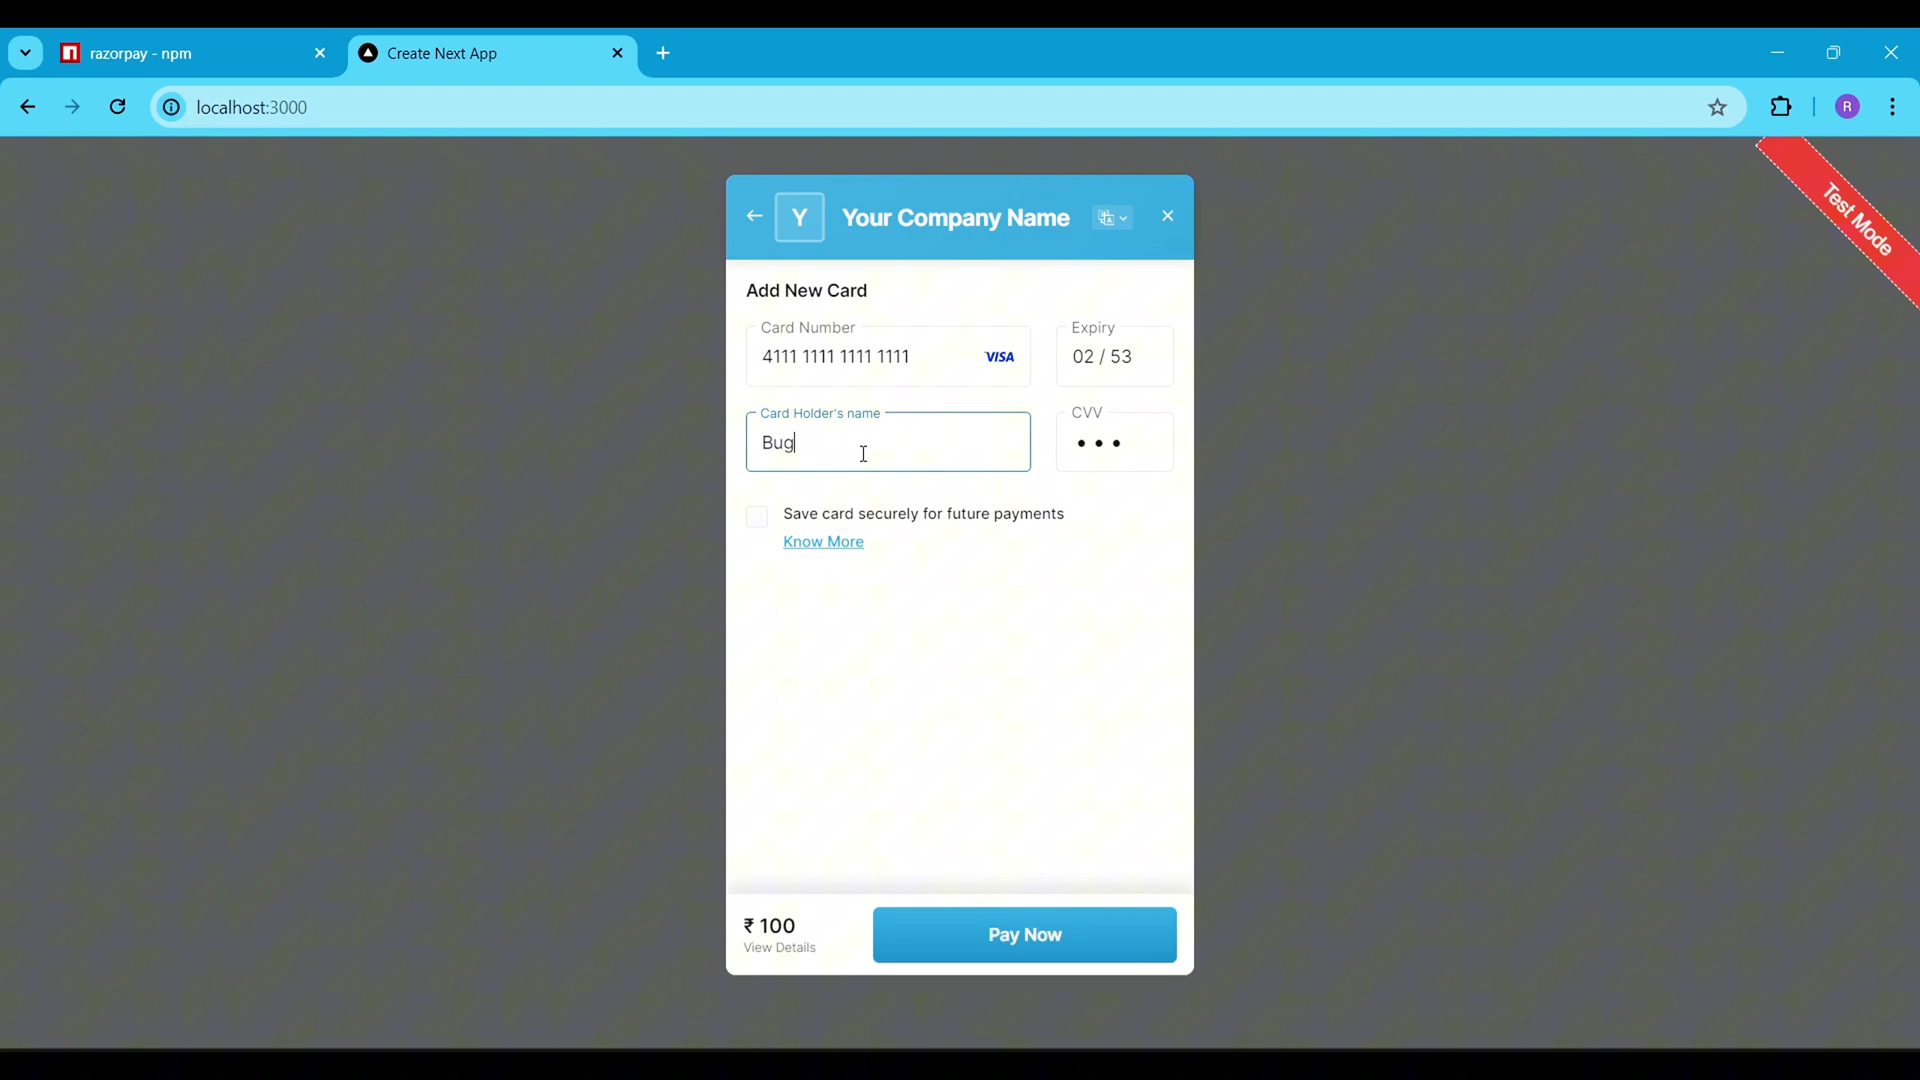 razorpay - npm
Create Next App
localhost:3000
R
Test Mode
Y
Your Company Name
Add New Card
Card Number
4111 1111 1111 1111
VISA
Expiry
02 / 53
Card Holder's name
Bug
CVV
Save card securely for future payments
Know More
₹ 100
View Details
Pay Now